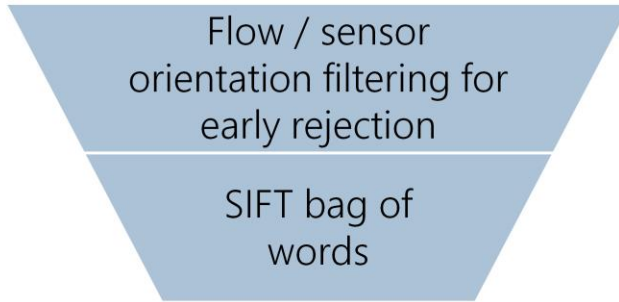 Flow / sensor
orientation filtering for
early rejection
SIFT bag of
words